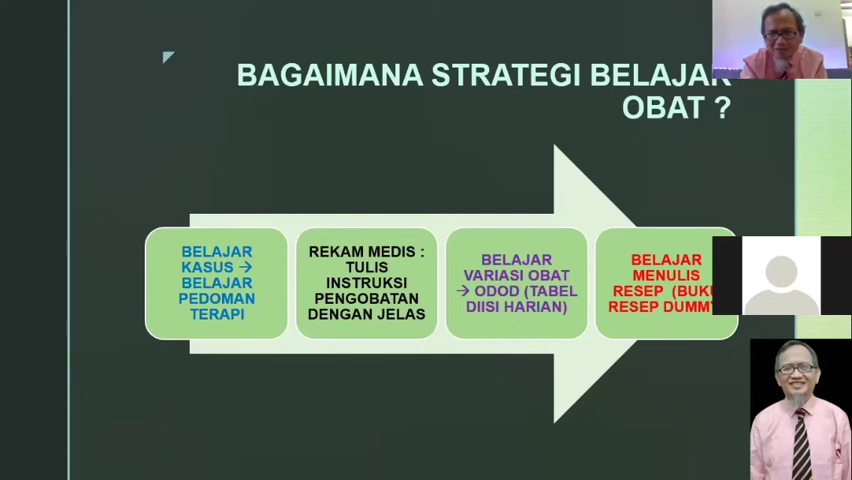 BAGAIMANA STRATEGI BELAJAR
OBAT ?
BELAJAR
KASUS →
BELAJAR
PEDOMAN
TERAPI
REKAM MEDIS :
TULIS
INSTRUKSI
PENGOBATAN
DENGAN JELAS
BELAJAR
VARIASI OBAT
→ ODOD (TABEL
DIISI HARIAN)
BELAJAR
MENULIS
RESEP (BUKU
RESEP DUMMY